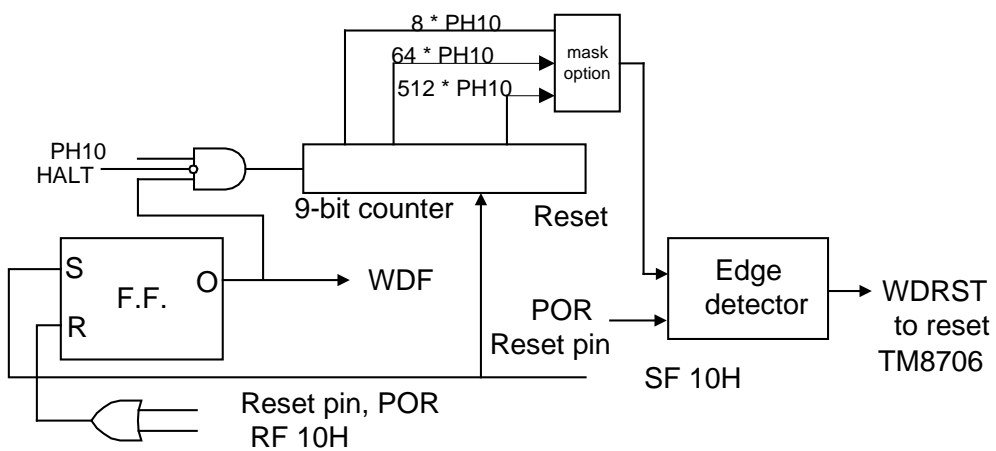 8 * PH10
64 * PH10
512 * PH10
mask
option
PH10
HALT
9-bit counter
Reset
S
F.F.
O
R
WDF
POR
Reset pin
Edge
detector
WDRST
to reset
TM8706
SF 10H
Reset pin, POR
RF 10H